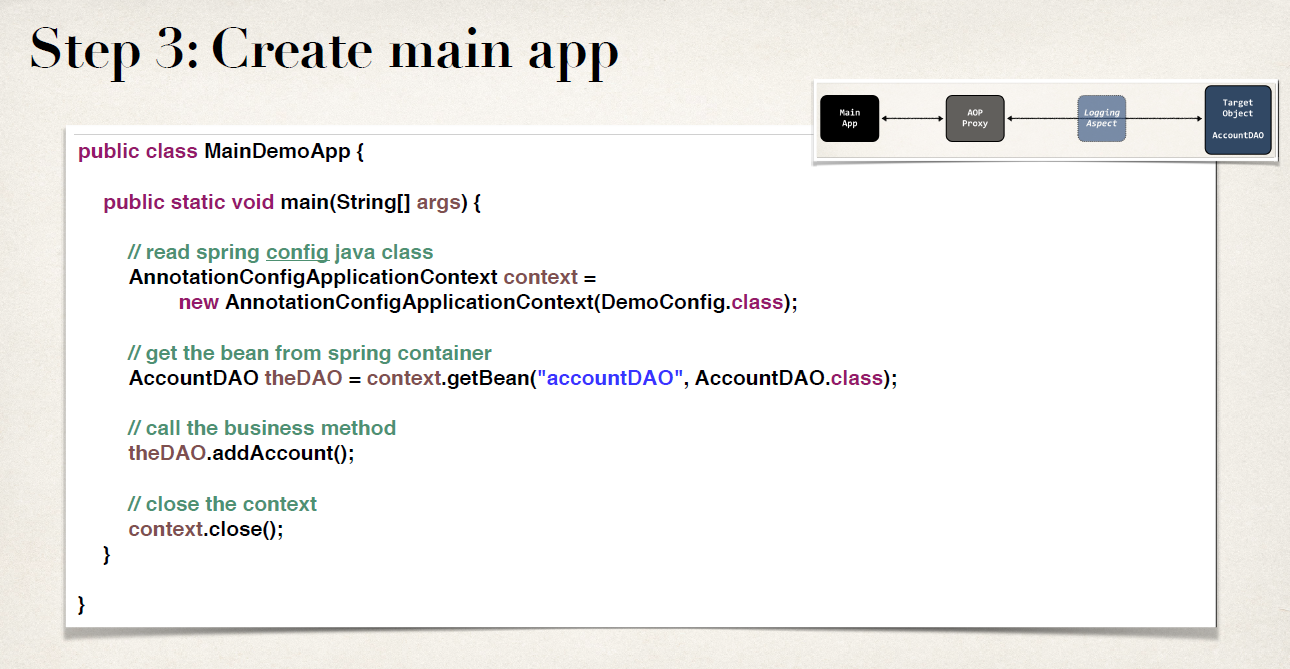 Step 3: Create main app
Main
App
AOP
Proxy
Logging
Aspect
Target
Object
AccountDAO
public class MainDemoApp {
public static void main(String[] args) {
// read spring config java class
AnnotationConfigApplicationContext context =
new AnnotationConfigApplicationContext(DemoConfig.class);
// get the bean from spring container
AccountDAO theDAO = context.getBean("accountDAO", AccountDAO.class);
// call the business method
theDAO.addAccount();
// close the context
context.close();
}
}